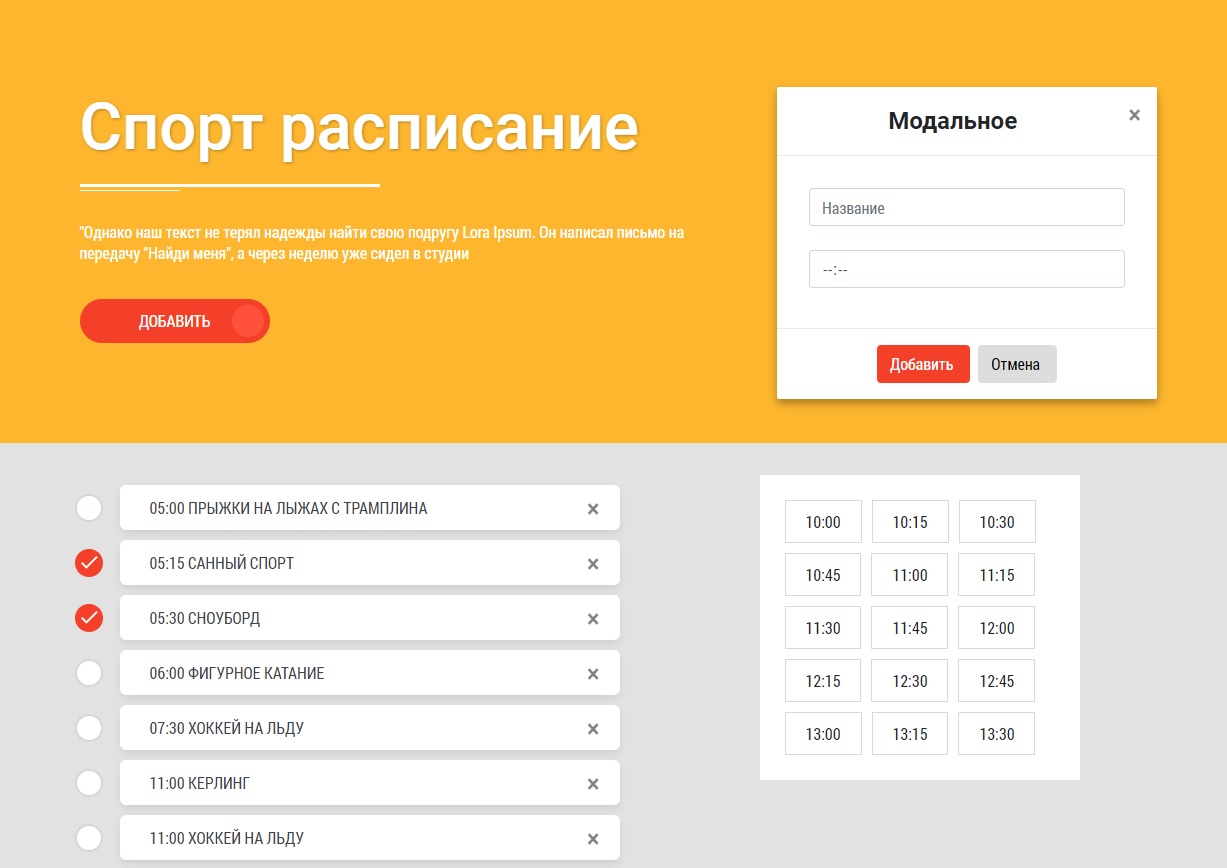 Спорт расписание
"Однако наш текст не терял надежды найти свою подругу Lora Ipsum. Он написал письмо на
передачу "Найди меня", а через неделю уже сидел в студии
ДОБАВИТЬ
Модальное
×
Название
--:--
Добавить Отмена
05:00 ПРЫЖКИ НА ЛЫЖАХ С ТРАМПЛИНА ×
05:15 САННЫЙ СПОРТ ×
05:30 СНОУБОРД ×
06:00 ФИГУРНОЕ КАТАНИЕ ×
07:30 ХОККЕЙ НА ЛЬДУ ×
11:00 КЕРЛИНГ ×
11:00 ХОККЕЙ НА ЛЬДУ ×
10:00 10:15 10:30
10:45 11:00 11:15
11:30 11:45 12:00
12:15 12:30 12:45
13:00 13:15 13:30